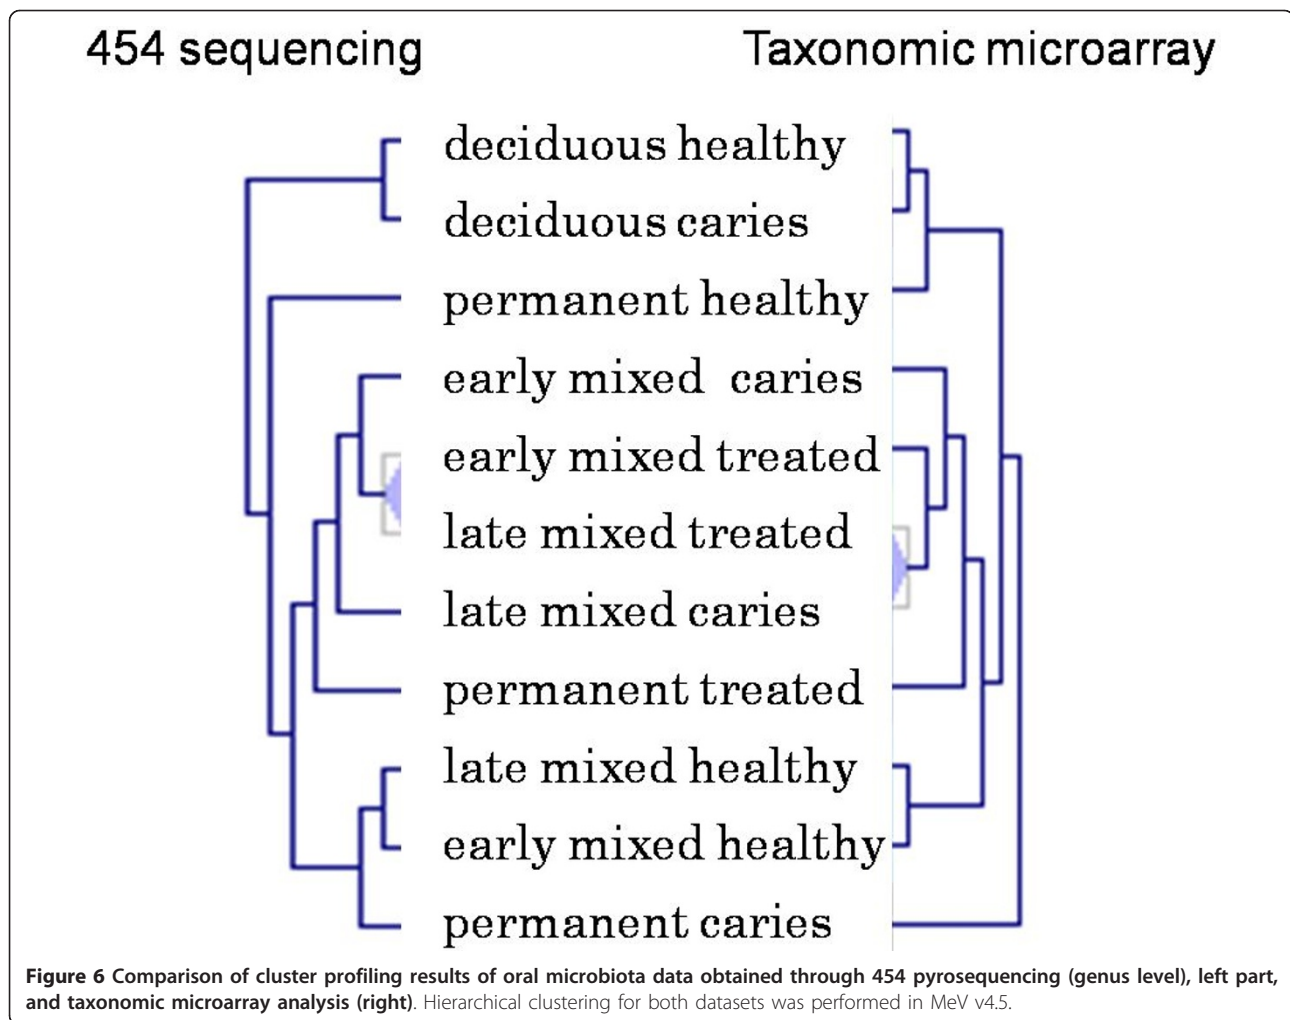 454 sequencing Taxonomic microarray
deciduous healthy
deciduous caries
permanent healthy
early mixed caries
early mixed treated
late mixed treated
late mixed caries
permanent treated
late mixed healthy
early mixed healthy
permanent caries
Figure 6 Comparison of cluster profiling results of oral microbiota data obtained through 454 pyrosequencing (genus level), left part,
and taxonomic microarray analysis (right). Hierarchical clustering for both datasets was performed in MeV v4.5.